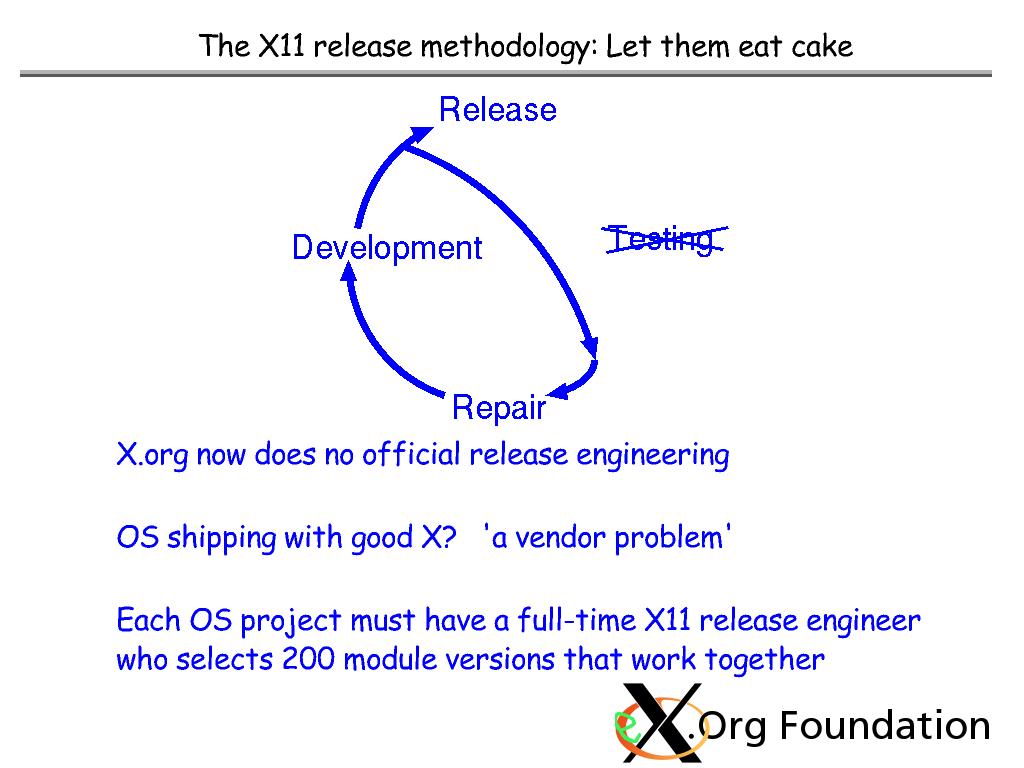 The X11 release methodology: Let them eat cake
Release
Development
Testing
Repair
X.org now does no official release engineering
OS shipping with good X? 'a vendor problem'
Each OS project must have a full-time X11 release engineer
who selects 200 module versions that work together
eX.Org Foundation